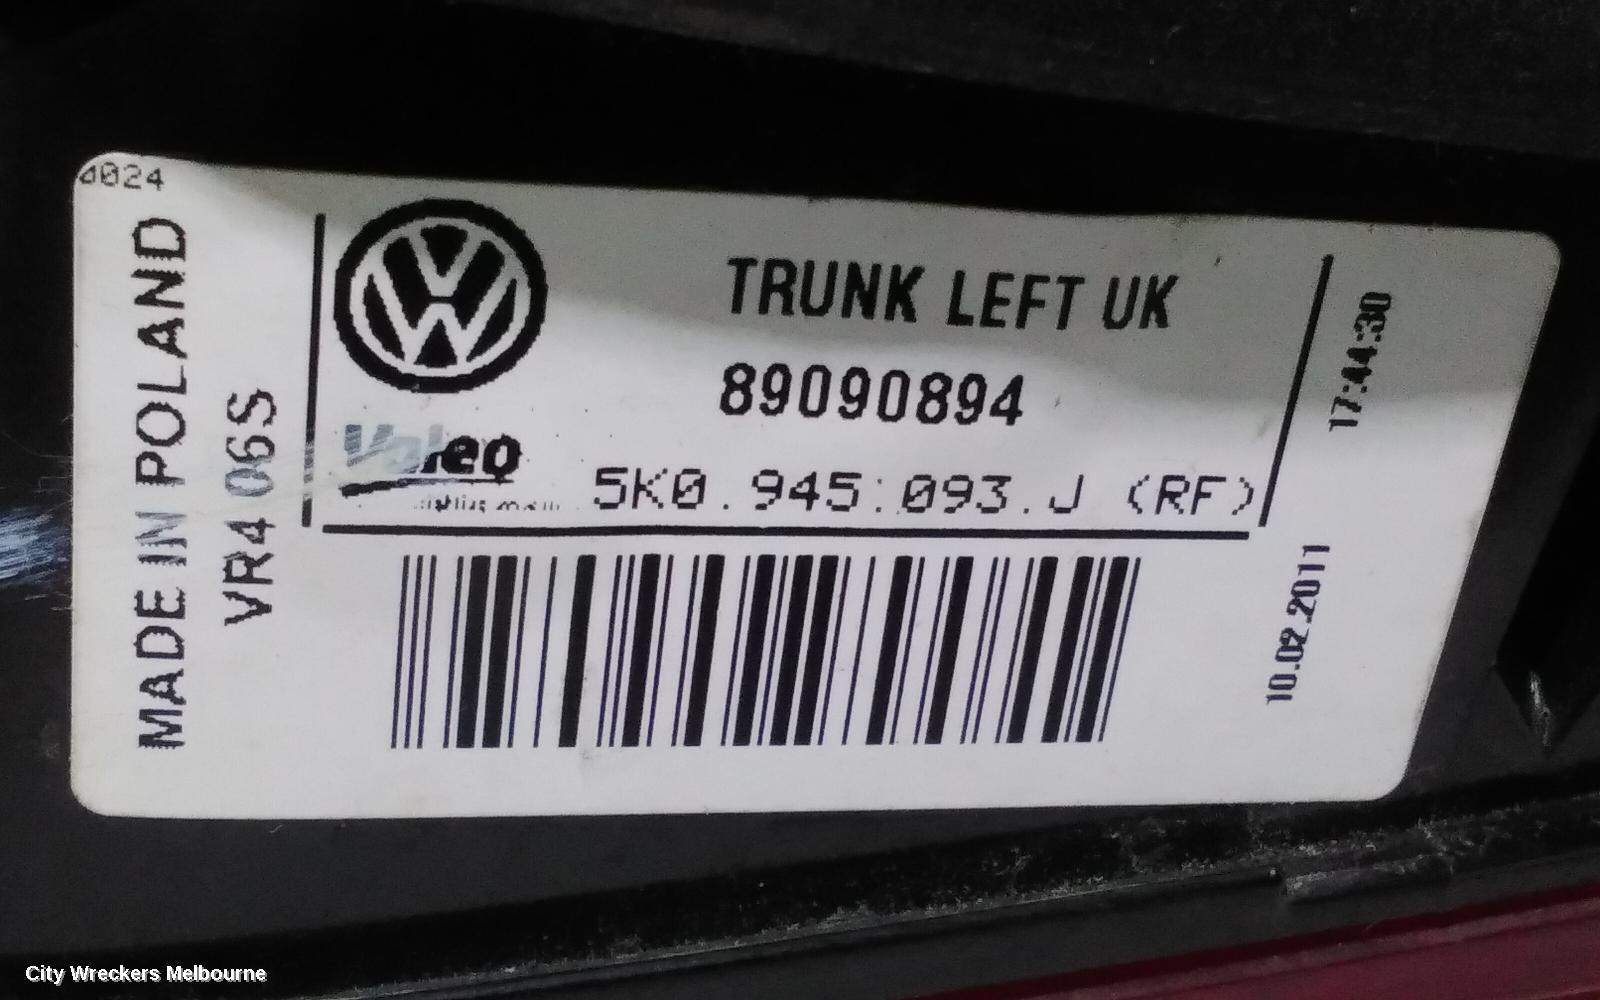 4024
MADE IN POLAND
VR4 06S
TRUNK LEFT UK
89090894
Valeo
5K0.945.093.J (RF)
17:44:30
10.02.2011
City Wreckers Melbourne